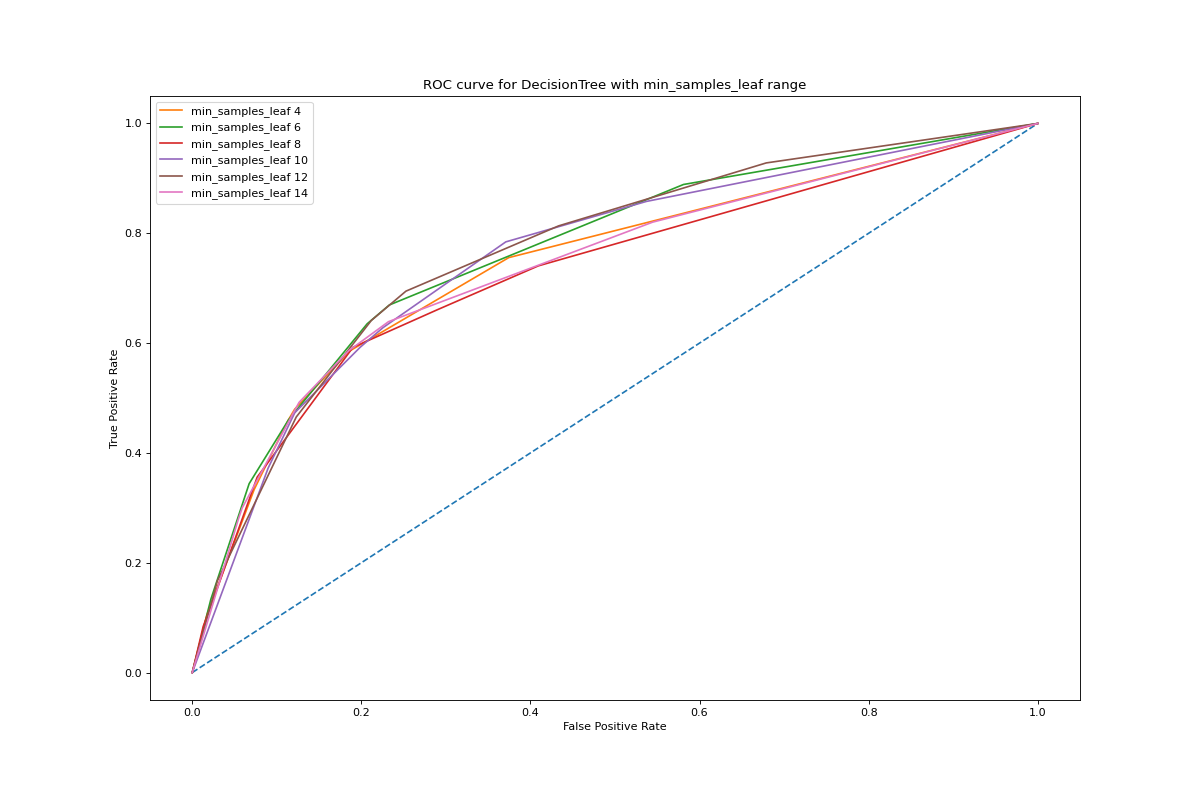 ROC curve for DecisionTree with min_samples_leaf range
min_samples_leaf 4
min_samples_leaf 6
min_samples_leaf 8
min_samples_leaf 10
min_samples_leaf 12
min_samples_leaf 14
1.0
0.8
0.6
0.4
0.2
0.0
True Positive Rate
0.0 0.2 0.4 0.6 0.8 1.0
False Positive Rate